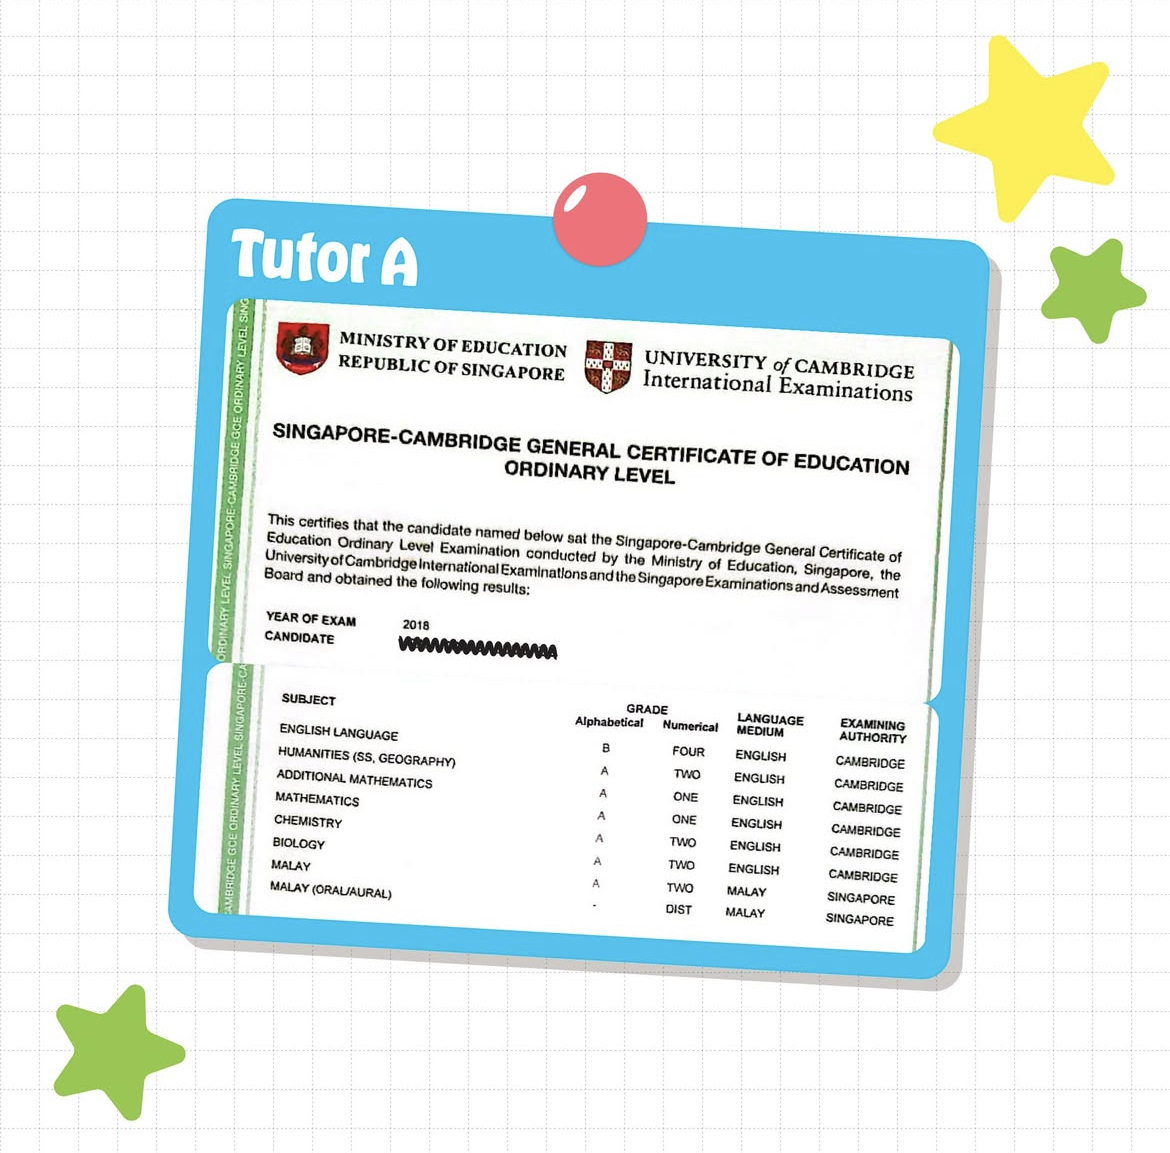 Tutor A
MINISTRY OF EDUCATION
REPUBLIC OF SINGAPORE
UNIVERSITY of CAMBRIDGE
International Examinations
SINGAPORE-CAMBRIDGE GENERAL CERTIFICATE OF EDUCATION
ORDINARY LEVEL
This certifies that the candidate named below sat the Singapore-Cambridge General Certificate of
Education Ordinary Level Examination conducted by the Ministry of Education, Singapore, the
University of Cambridge International Examinations and the Singapore Examinations and Assessment
Board and obtained the following results:
YEAR OF EXAM 2018
CANDIDATE
SUBJECT GRADE LANGUAGE EXAMINING
Alphabetical Numerical MEDIUM AUTHORITY
ENGLISH LANGUAGE B FOUR ENGLISH CAMBRIDGE
HUMANITIES (SS, GEOGRAPHY) A TWO ENGLISH CAMBRIDGE
ADDITIONAL MATHEMATICS A ONE ENGLISH CAMBRIDGE
MATHEMATICS A ONE ENGLISH CAMBRIDGE
CHEMISTRY A TWO ENGLISH CAMBRIDGE
BIOLOGY A TWO ENGLISH CAMBRIDGE
MALAY A TWO MALAY SINGAPORE
MALAY (ORAL/AURAL) - DIST MALAY SINGAPORE
ORDINARY LEVEL SINGAPORE-CAMBRIDGE GCE ORDINARY LEVEL SING
CAMBRIDGE GCE ORDINARY LEVEL SINGAPORE-CA